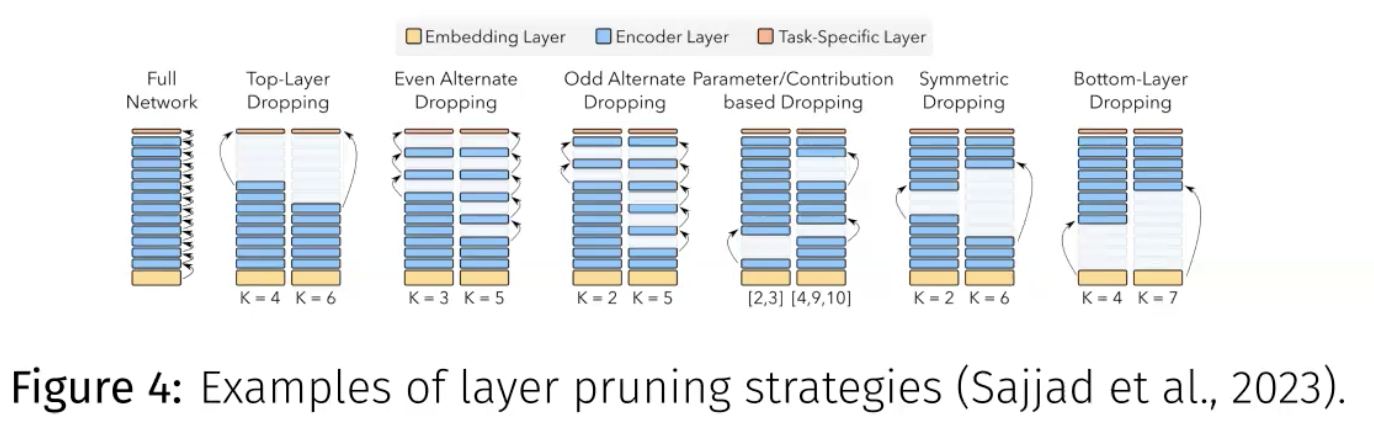 Embedding Layer Encoder Layer Task-Specific Layer
Full Network
Top-Layer Dropping
Even Alternate Dropping
Odd Alternate Dropping
Parameter/Contribution based Dropping
Symmetric Dropping
Bottom-Layer Dropping
K = 4 K = 6
K = 3 K = 5
K = 2 K = 5
[2,3] [4,9,10]
K = 2 K = 6
K = 4 K = 7
Figure 4: Examples of layer pruning strategies (Sajjad et al., 2023).